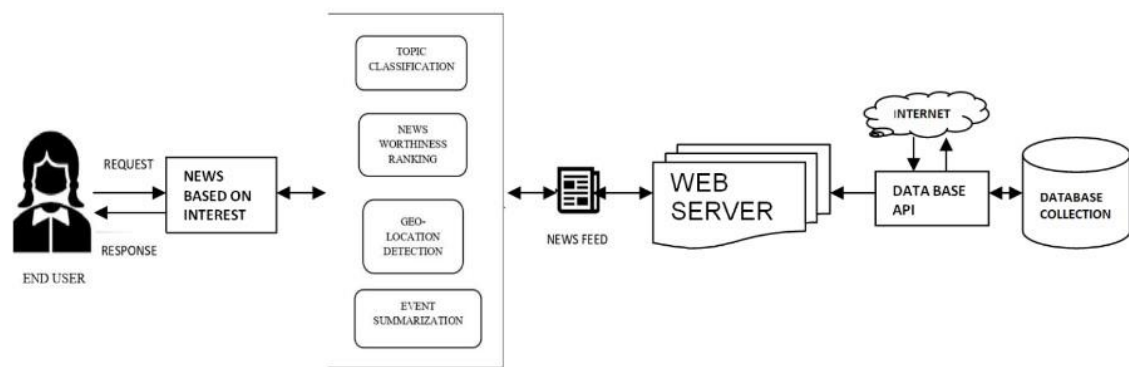 END USER
REQUEST
RESPONSE
NEWS
BASED ON
INTEREST
TOPIC
CLASSIFICATION
NEWS
WORTHINESS
RANKING
GEO-
LOCATION
DETECTION
EVENT
SUMMARIZATION
NEWS FEED
WEB
SERVER
INTERNET
DATA BASE
API
DATABASE
COLLECTION